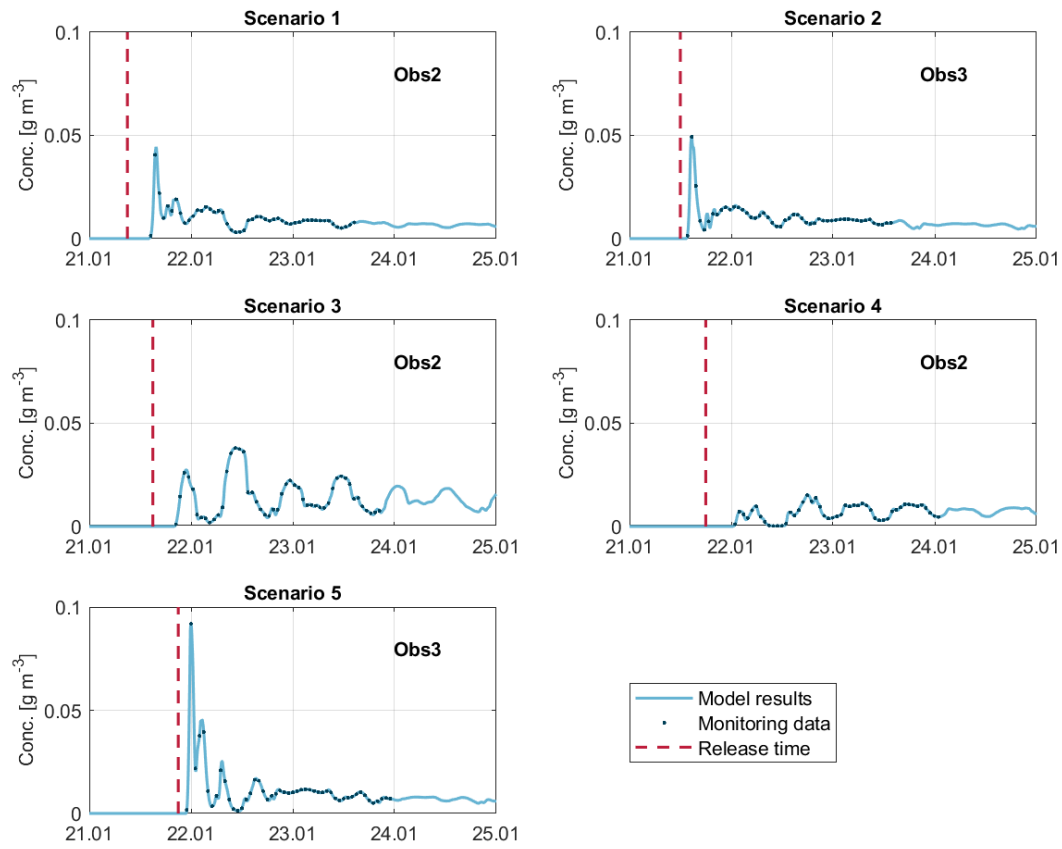 Scenario 1
0.1
Obs2
Conc. [g m-3]
0.05
0
21.01 22.01 23.01 24.01 25.01
Scenario 2
0.1
Obs3
Conc. [g m-3]
0.05
0
21.01 22.01 23.01 24.01 25.01
Scenario 3
0.1
Obs2
Conc. [g m-3]
0.05
0
21.01 22.01 23.01 24.01 25.01
Scenario 4
0.1
Obs2
Conc. [g m-3]
0.05
0
21.01 22.01 23.01 24.01 25.01
Scenario 5
0.1
Obs3
Conc. [g m-3]
0.05
0
21.01 22.01 23.01 24.01 25.01
Model results
Monitoring data
Release time